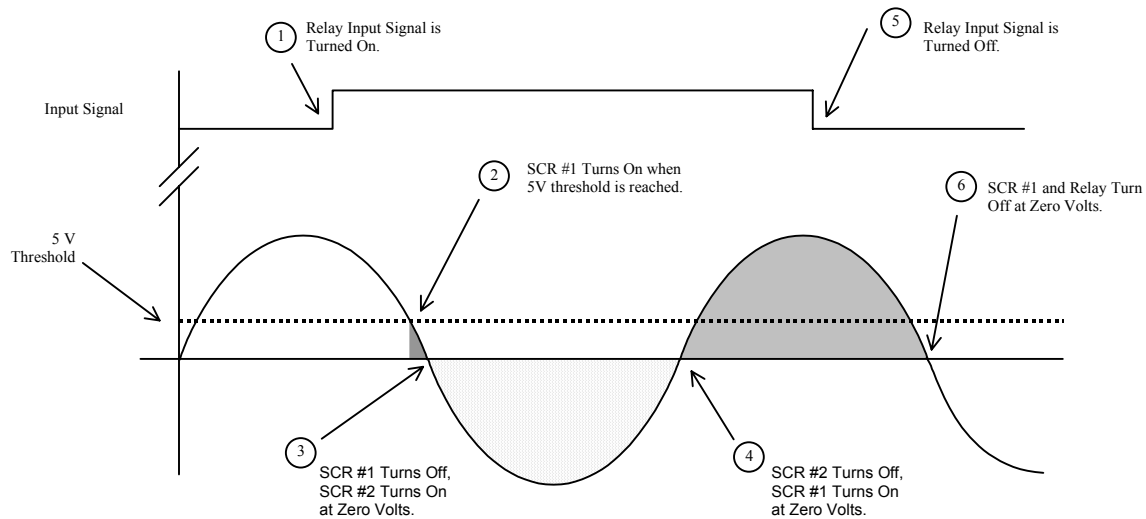 1
Relay Input Signal is
Turned On.
5
Relay Input Signal is
Turned Off.
Input Signal
2
SCR #1 Turns On when
5V threshold is reached.
6
SCR #1 and Relay Turn
Off at Zero Volts.
5 V
Threshold
3
SCR #1 Turns Off,
SCR #2 Turns On
at Zero Volts.
4
SCR #2 Turns Off,
SCR #1 Turns On
at Zero Volts.